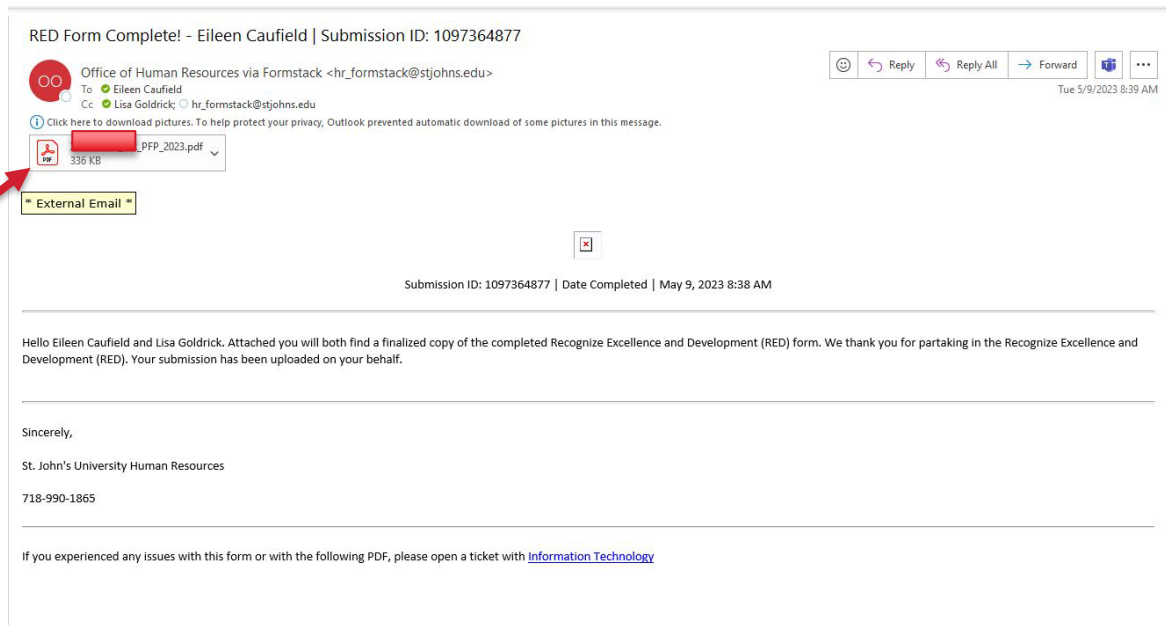 RED Form Complete! - Eileen Caufield | Submission ID: 1097364877
OO
Office of Human Resources via Formstack <hr_formstack@stjohns.edu>
To Eileen Caufield
Cc Lisa Goldrick; hr_formstack@stjohns.edu
Reply
Reply All
Forward
Tue 5/9/2023 8:39 AM
Click here to download pictures. To help protect your privacy, Outlook prevented automatic download of some pictures in this message.
PDF
_PFP_2023.pdf
336 KB
* External Email *
Submission ID: 1097364877 | Date Completed | May 9, 2023 8:38 AM
Hello Eileen Caufield and Lisa Goldrick. Attached you will both find a finalized copy of the completed Recognize Excellence and Development (RED) form. We thank you for partaking in the Recognize Excellence and
Development (RED). Your submission has been uploaded on your behalf.
Sincerely,
St. John's University Human Resources
718-990-1865
If you experienced any issues with this form or with the following PDF, please open a ticket with Information Technology